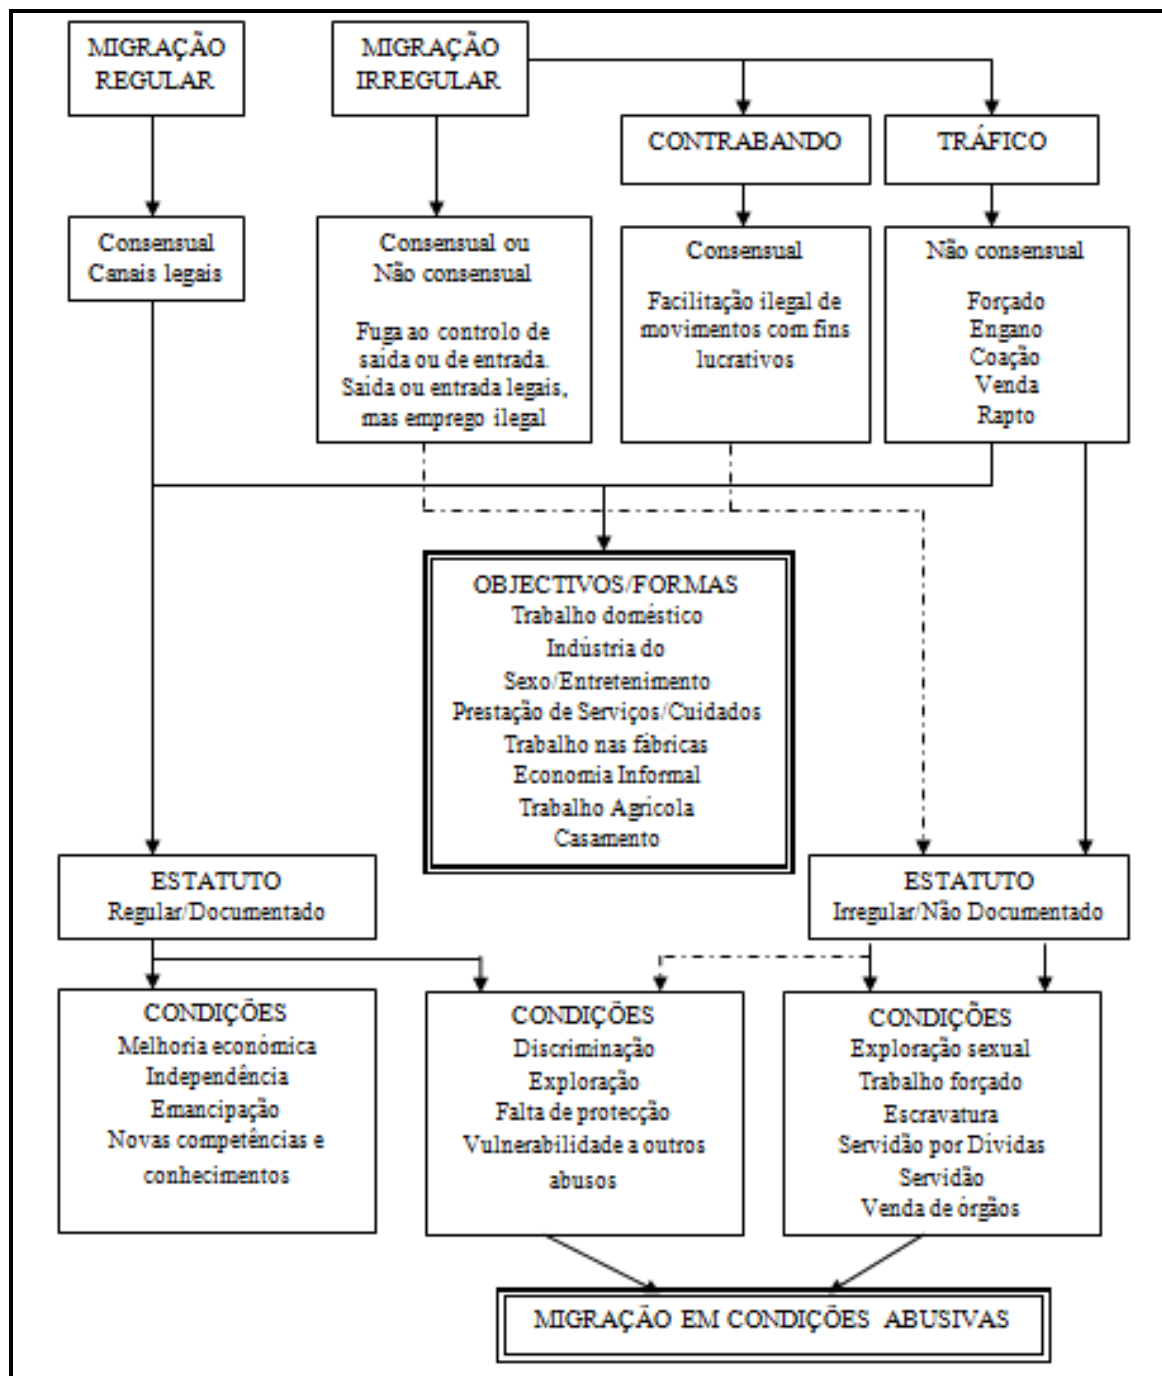 MIGRAÇÃO
REGULAR
MIGRAÇÃO
IRREGULAR
CONTRABANDO
TRÁFICO
Consensual
Canais legais
Consensual ou
Não consensual
Fuga ao controlo de
saída ou de entrada.
Saída ou entrada legais,
mas emprego ilegal
Consensual
Facilitação ilegal de
movimentos com fins
lucrativos
Não consensual
Forçado
Engano
Coação
Venda
Rapto
OBJECTIVOS/FORMAS
Trabalho doméstico
Indústria do
Sexo/Entretenimento
Prestação de Serviços/Cuidados
Trabalho nas fábricas
Economia Informal
Trabalho Agrícola
Casamento
ESTATUTO
Regular/Documentado
ESTATUTO
Irregular/Não Documentado
CONDIÇÕES
Melhoria económica
Independência
Emancipação
Novas competências e
conhecimentos
CONDIÇÕES
Discriminação
Exploração
Falta de protecção
Vulnerabilidade a outros
abusos
CONDIÇÕES
Exploração sexual
Trabalho forçado
Escravatura
Servidão por Dívidas
Servidão
Venda de órgãos
MIGRAÇÃO EM CONDIÇÕES ABUSIVAS